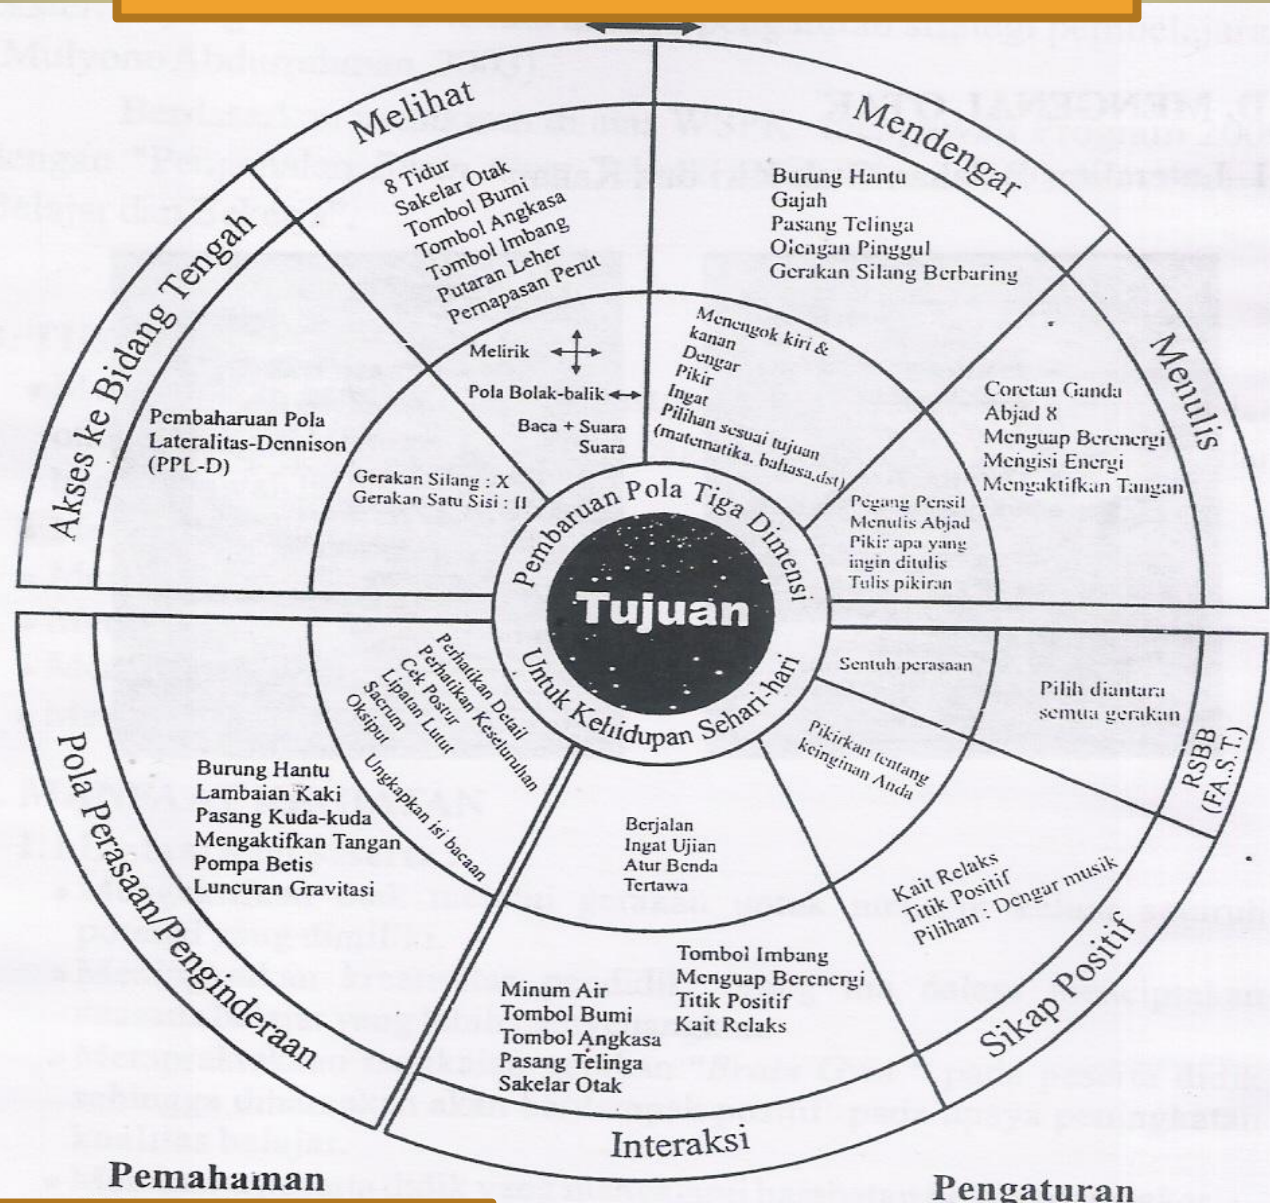 Melihat
8 Tidur
Sakelar Otak
Tombol Bumi
Tombol Angkasa
Tombol Imbang
Putaran Leher
Pernapasan Perut
Melirik
Pola Bolak-balik
Baca + Suara
Suara
Mendengar
Burung Hantu
Gajah
Pasang Telinga
Olengan Pinggul
Gerakan Silang Berbaring
Menengok kiri &
kanan
Dengar
Pikir
Ingat
Pilihan sesuai tujuan
(matematika, bahasa,dst)
Menulis
Coretan Ganda
Abjad 8
Menguap Berenergi
Mengisi Energi
Mengaktifkan Tangan
Pegang Pensil
Menulis Abjad
Pikir apa yang
ingin ditulis
Tulis pikiran
Akses ke Bidang Tengah
Pembaharuan Pola
Lateralitas-Dennison
(PPL-D)
Gerakan Silang : X
Gerakan Satu Sisi : II
Pembaruan Pola Tiga Dimensi
Tujuan
Untuk Kehidupan Sehari-hari
Sentuh perasaan
Pilih diantara
semua gerakan
RSBB
(F.A.S.T.)
Pikirkan tentang
keinginan Anda
Kait Relaks
Titik Positif
Pilihan : Dengar musik
Sikap Positif
Perhatikan Detail
Perhatikan Keseluruhan
Cek Postur
Lipatan Lutut
Sacrum
Oksiput
Ungkapkan isi bacaan
Burung Hantu
Lambaian Kaki
Pasang Kuda-kuda
Mengaktifkan Tangan
Pompa Betis
Luncuran Gravitasi
Pola Perasaan/Penginderaan
Berjalan
Ingat Ujian
Atur Benda
Tertawa
Tombol Imbang
Menguap Berenergi
Titik Positif
Kait Relaks
Minum Air
Tombol Bumi
Tombol Angkasa
Pasang Telinga
Sakelar Otak
Interaksi
Pemahaman
Pengaturan